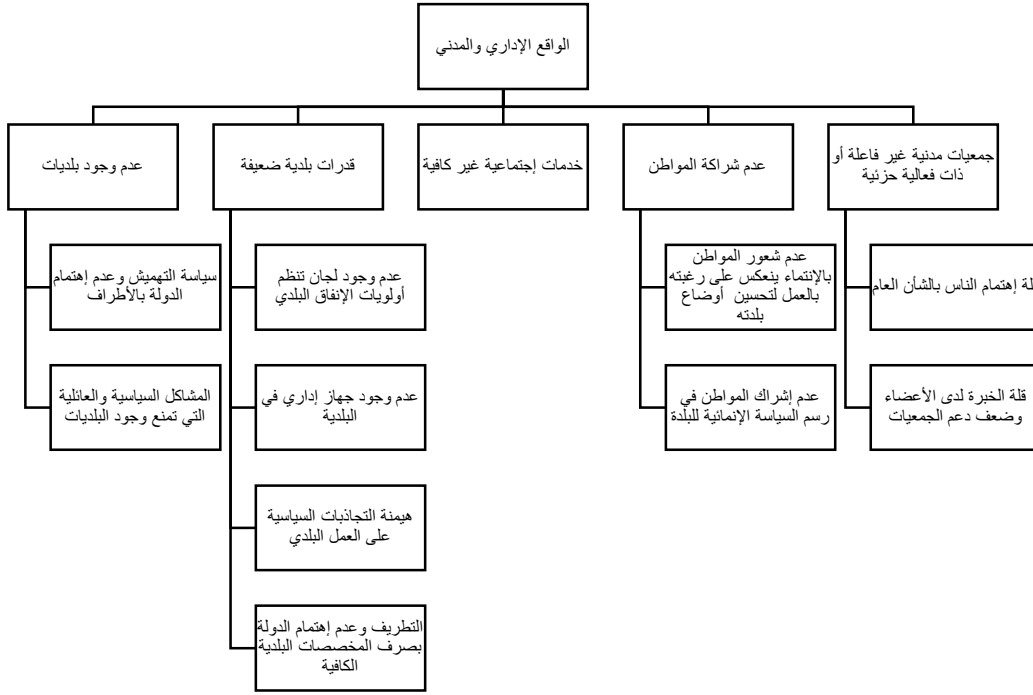 الواقع الإداري والمدني
جمعيات مدنية غير فاعلة أو
ذات فعالية حزئية
عدم شراكة المواطن
خدمات إجتماعية غير كافية
قدرات بلدية ضعيفة
عدم وجود بلديات
لة إهتمام الناس بالشأن العام
قلة الخبرة لدى الأعضاء
وضعف دعم الجمعيات
عدم شعور المواطن
بالإنتماء ينعكس على رغبته
بالعمل لتحسين أوضاع
بلدته
عدم إشراك المواطن في
رسم السياسة الإنمائية للبلدة
عدم وجود لجان تنظم
أولويات الإنفاق البلدي
عدم وجود جهاز إداري في
البلدية
هيمنة التجاذبات السياسية
على العمل البلدي
التطريف وعدم إهتمام الدولة
بصرف المخصصات البلدية
الكافية
سياسة التهميش وعدم إهتمام
الدولة بالأطراف
المشاكل السياسية والعائلية
التي تمنع وجود البلديات